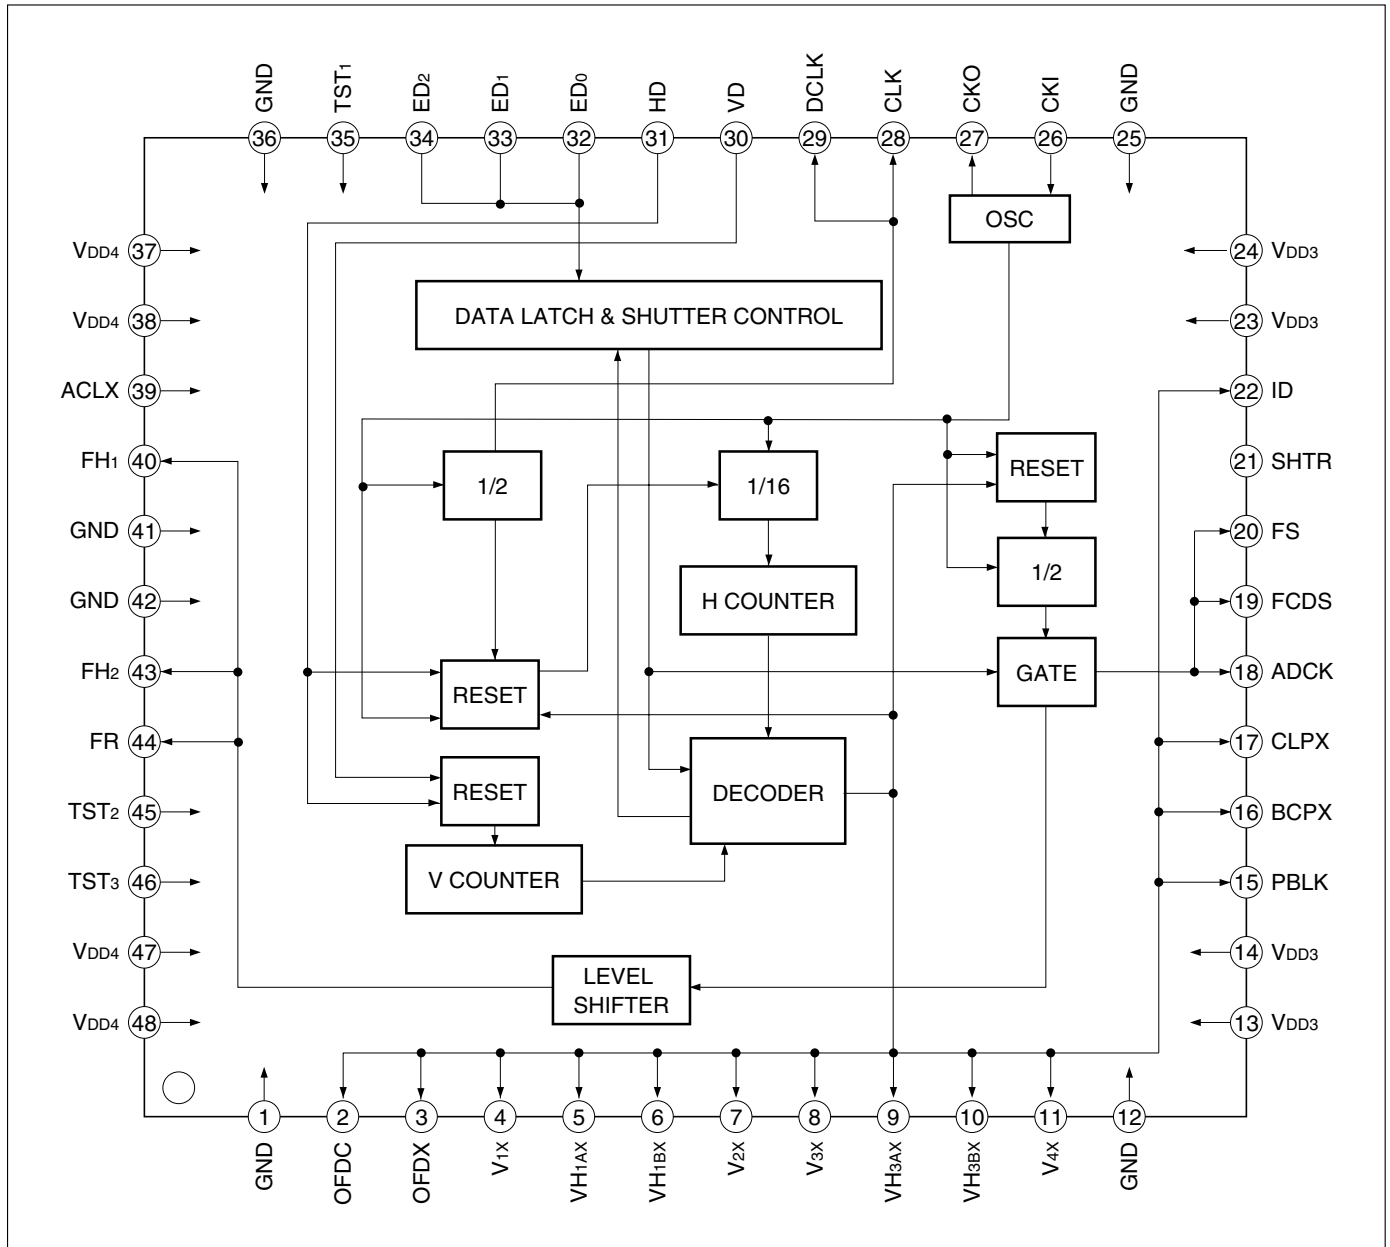 GND
TST1
ED2
ED1
ED0
HD
VD
DCLK
CLK
CKO
CKI
GND
36
35
34
33
32
31
30
29
28
27
26
25
OSC
VDD4 37
24 VDD3
DATA LATCH & SHUTTER CONTROL
VDD4 38
23 VDD3
ACLX 39
22 ID
FH1 40
1/2
1/16
RESET
21 SHTR
GND 41
20 FS
1/2
GND 42
H COUNTER
19 FCDS
FH2 43
RESET
GATE
18 ADCK
FR 44
17 CLPX
RESET
DECODER
TST2 45
16 BCPX
TST3 46
V COUNTER
15 PBLK
VDD4 47
14 VDD3
LEVEL
SHIFTER
VDD4 48
13 VDD3
1
2
3
4
5
6
7
8
9
10
11
12
GND
OFDC
OFDX
V1X
VH1AX
VH1BX
V2X
V3X
VH3AX
VH3BX
V4X
GND